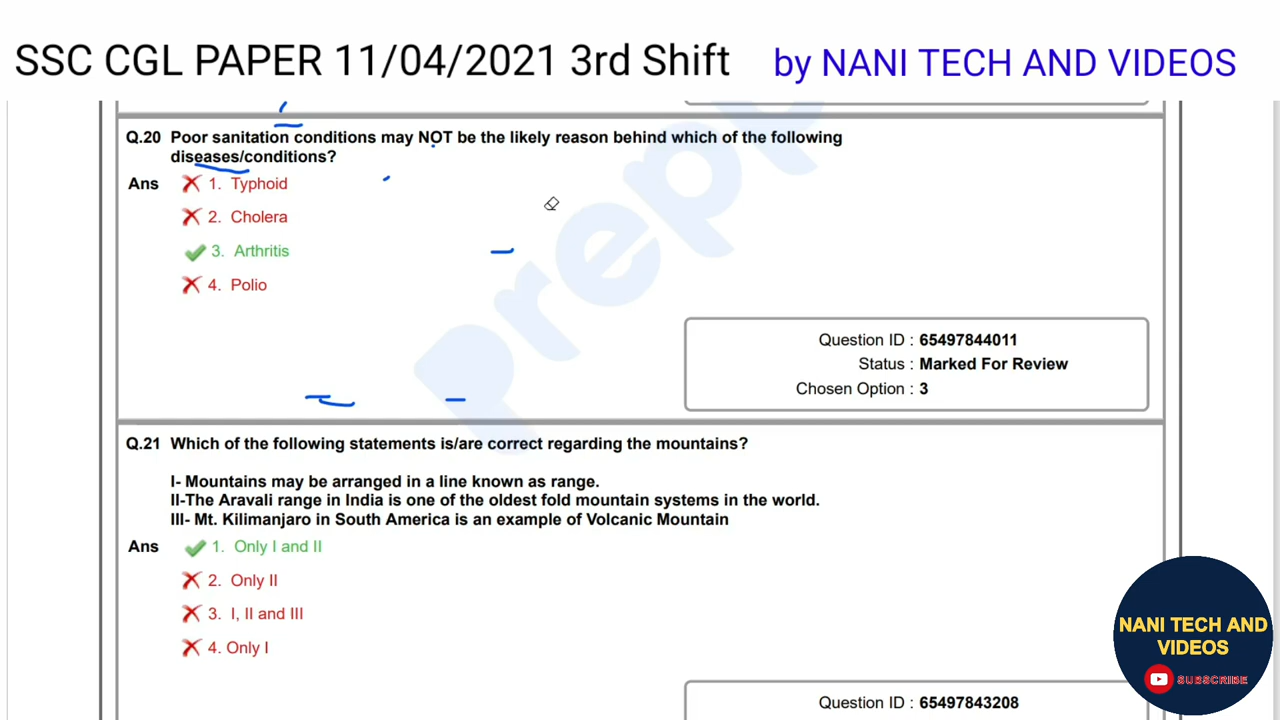 SSC CGL PAPER 11/04/2021 3rd Shift by NANI TECH AND VIDEOS
Q.20 Poor sanitation conditions may NOT be the likely reason behind which of the following
diseases/conditions?
Ans 1. Typhoid
2. Cholera
3. Arthritis
4. Polio
Question ID : 65497844011
Status : Marked For Review
Chosen Option : 3
Q.21 Which of the following statements is/are correct regarding the mountains?
I- Mountains may be arranged in a line known as range.
II-The Aravali range in India is one of the oldest fold mountain systems in the world.
III- Mt. Kilimanjaro in South America is an example of Volcanic Mountain
Ans 1. Only I and II
2. Only II
3. I, II and III
4. Only I
Question ID : 65497843208
NANI TECH AND
VIDEOS
SUBSCRIBE
prepp